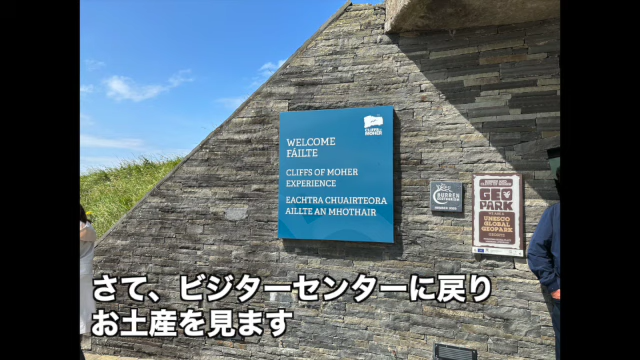 CLIFFS of
MOHER
WELCOME
FÁILTE
CLIFFS OF MOHER
EXPERIENCE
EACHTRA CHUAIRTEORA
AILLTE AN MHOTHAIR
BURREN
GEO
PARK
UNESCO
GLOBAL
GEOPARK
さて、ビジターセンターに戻り
お土産を見ます